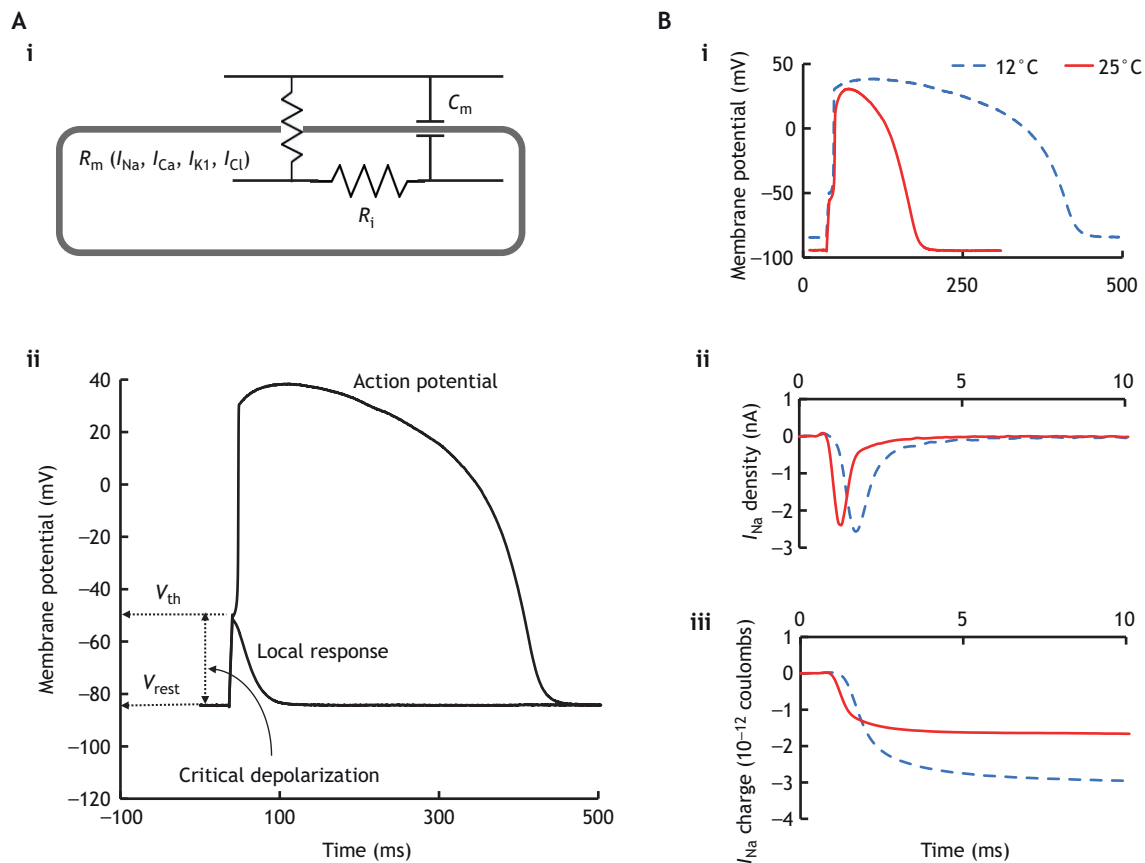 A
i
C_m
R_m (I_Na, I_Ca, I_K1, I_Cl)
R_i
ii
Membrane potential (mV)
40
20
0
−20
−40
−60
−80
−100
−120
Action potential
V_th
Local response
V_rest
Critical depolarization
−100
100
300
500
Time (ms)
B
i
12°C
25°C
Membrane potential (mV)
50
0
−50
−100
0
250
500
ii
0
5
10
I_Na density (nA)
1
0
−1
−2
−3
iii
0
10
I_Na charge (10⁻¹² coulombs)
1
0
−1
−2
−3
−4
5
Time (ms)